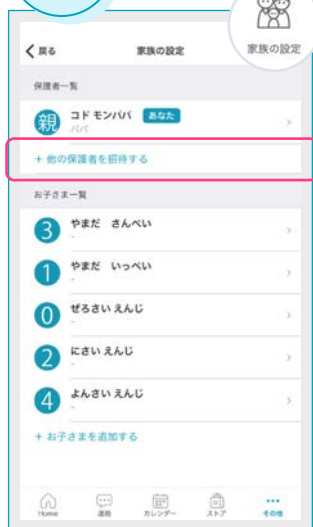 家族の設定
戻る
家族の設定
保護者一覧
親
コド モンパパ あなた
パパ
+ 他の保護者を招待する
お子さま一覧
3 やまだ さんぺい
-
1 やまだ いっぺい
-
0 ぜろさい えんじ
-
2 にさい えんじ
-
4 よんさい えんじ
-
+ お子さまを追加する
Home 連絡 カレンダー ストア その他